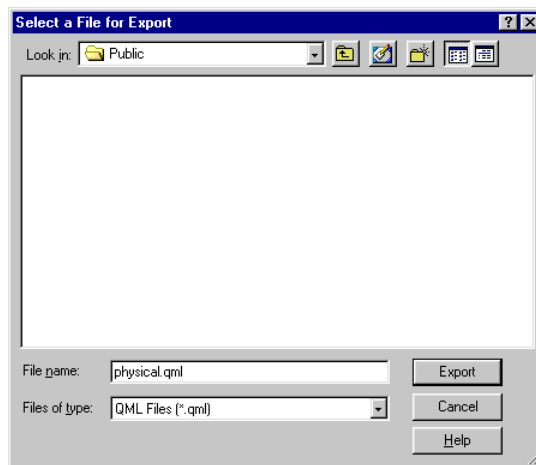 Select a File for Export
Look in: Public
File name: physical.qml
Export
Files of type: QML Files (*.qml)
Cancel
Help